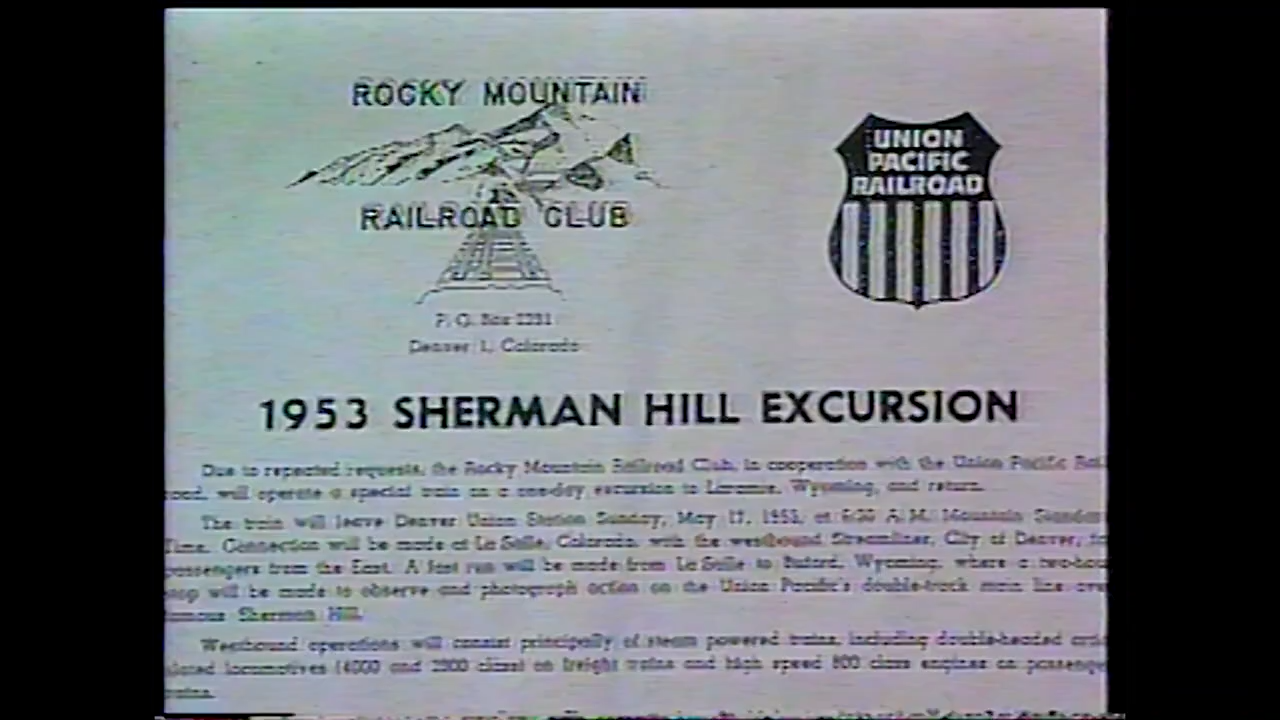 ROCKY MOUNTAIN
RAILROAD CLUB
UNION
PACIFIC
RAILROAD
P. O. Box
Denver 1, Colorado
1953 SHERMAN HILL EXCURSION
Due to repeated requests, the Rocky Mountain Railroad Club, in cooperation with the Union Pacific Rail
road, will operate a special train on a one-day excursion to Laramie, Wyoming, and return.
The train will leave Denver Union Station Sunday, May 17, 1953, at 6:30 A. M. Mountain Standard
Time. Connection will be made at La Salle, Colorado, with the westbound Streamliner, City of Denver, for
passengers from the East. A fast run will be made from La Salle to Buford, Wyoming, where a two-hour
stop will be made to observe and photograph action on the Union Pacific's double-track main line over
famous Sherman Hill.
Westbound operations will consist principally of steam powered trains, including double-headed artic
ulated locomotives (4000 and 3900 class) on freight trains and high speed 800 class engines on passenger
trains.